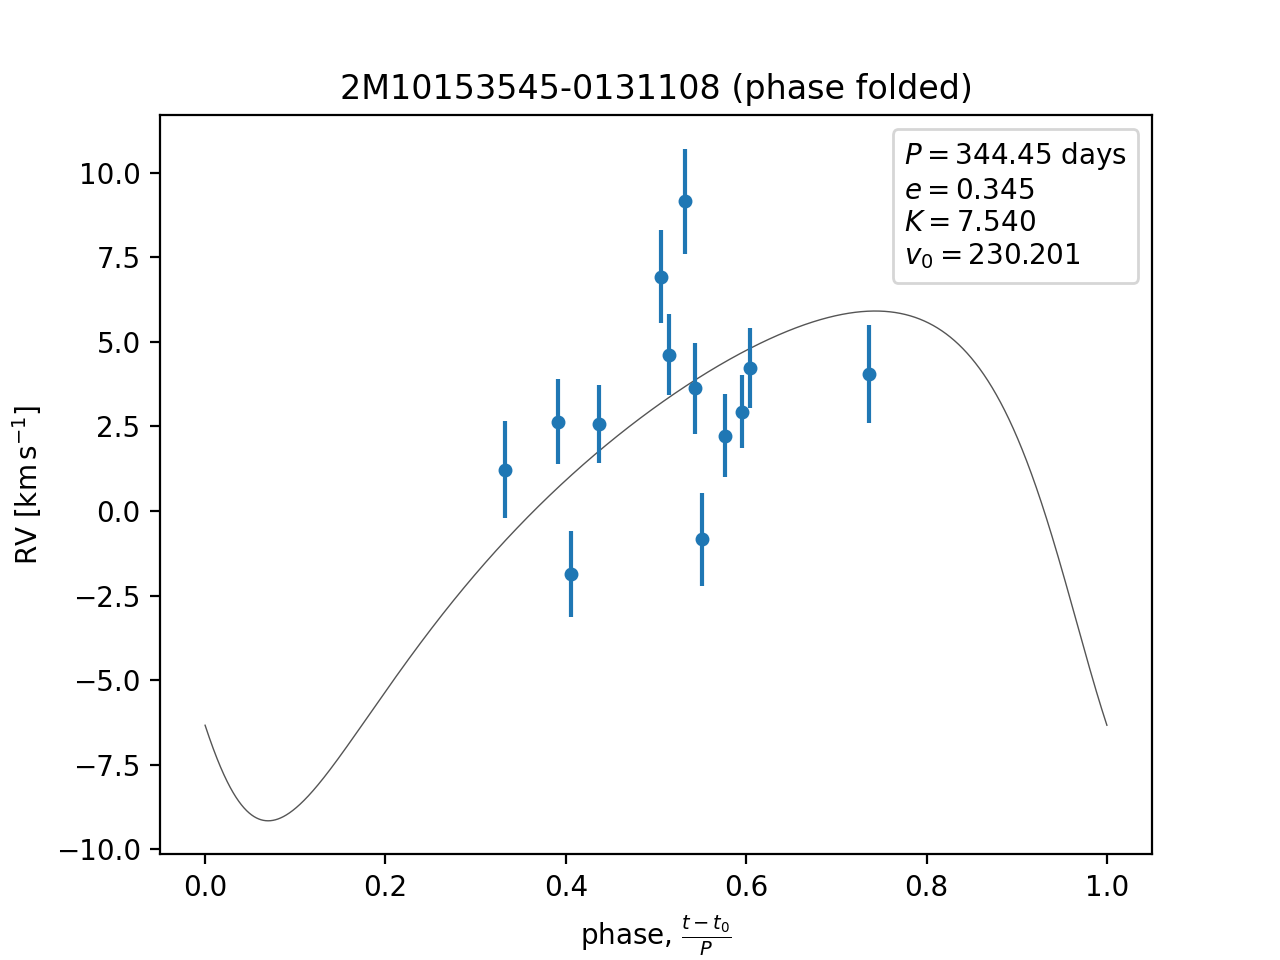 2M10153545-0131108 (phase folded)
P = 344.45 days
e = 0.345
K = 7.540
v₀ = 230.201
10.0
7.5
5.0
2.5
0.0
−2.5
−5.0
−7.5
−10.0
RV [km s⁻¹]
0.0 0.2 0.4 0.6 0.8 1.0
phase, (t − t₀)/P